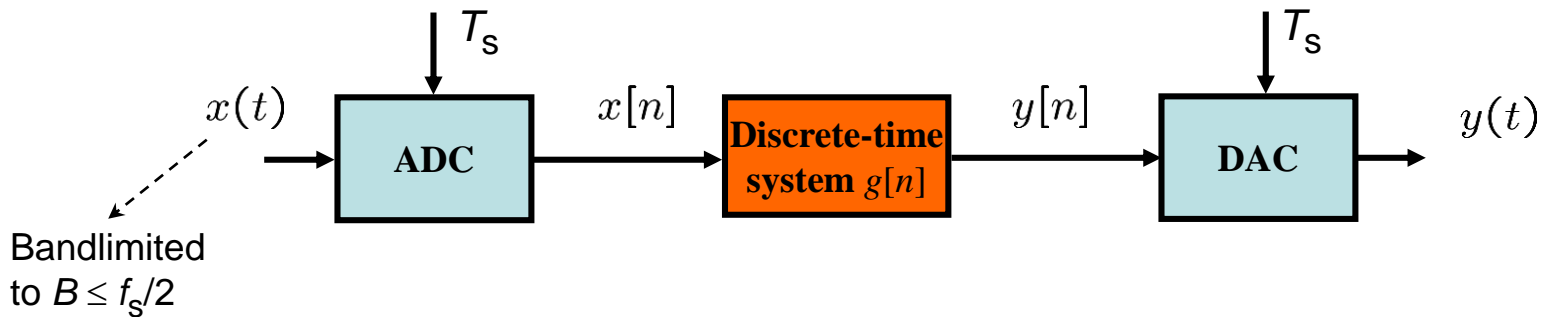 T_s
T_s
x(t)
x[n]
y[n]
y(t)
ADC
Discrete-time
system g[n]
DAC
Bandlimited
to B ≤ f_s/2